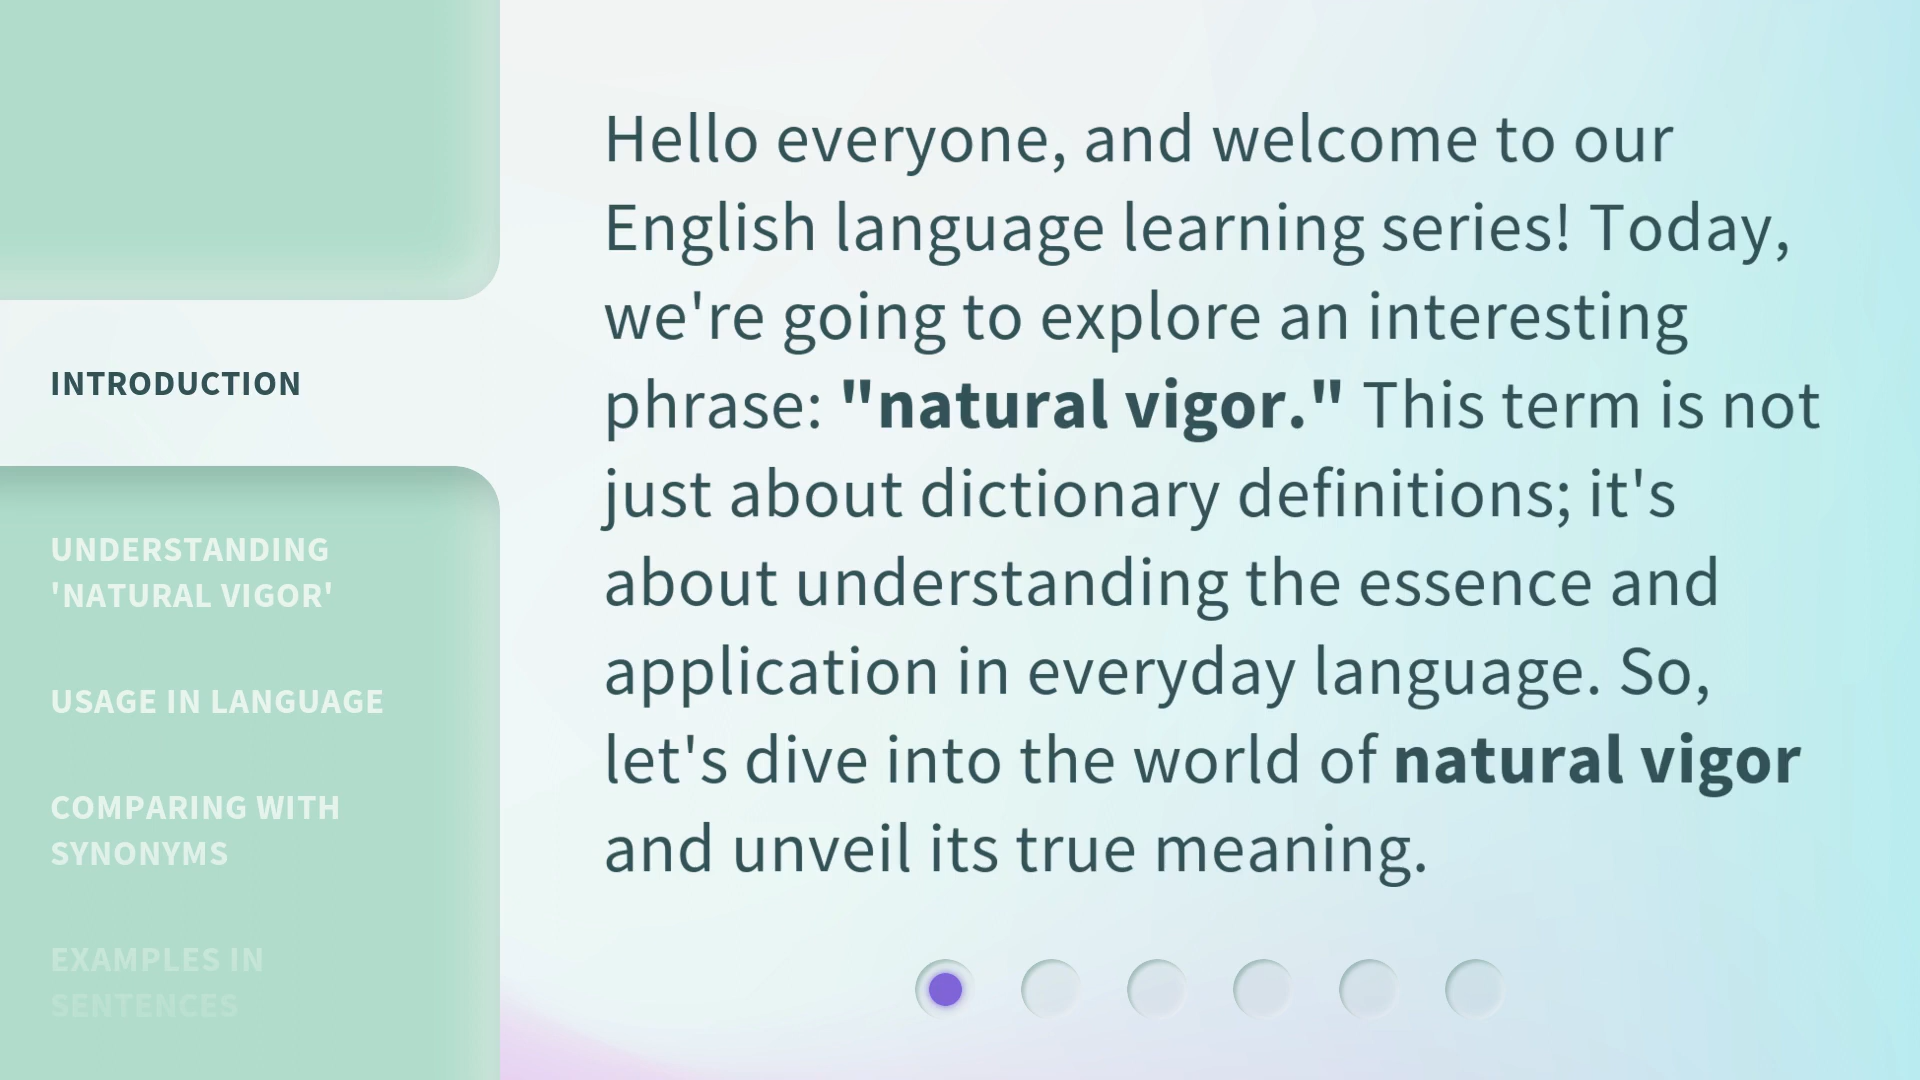 INTRODUCTION
UNDERSTANDING
'NATURAL VIGOR'
USAGE IN LANGUAGE
COMPARING WITH
SYNONYMS
EXAMPLES IN
SENTENCES
Hello everyone, and welcome to our
English language learning series! Today,
we're going to explore an interesting
phrase: "natural vigor." This term is not
just about dictionary definitions; it's
about understanding the essence and
application in everyday language. So,
let's dive into the world of natural vigor
and unveil its true meaning.